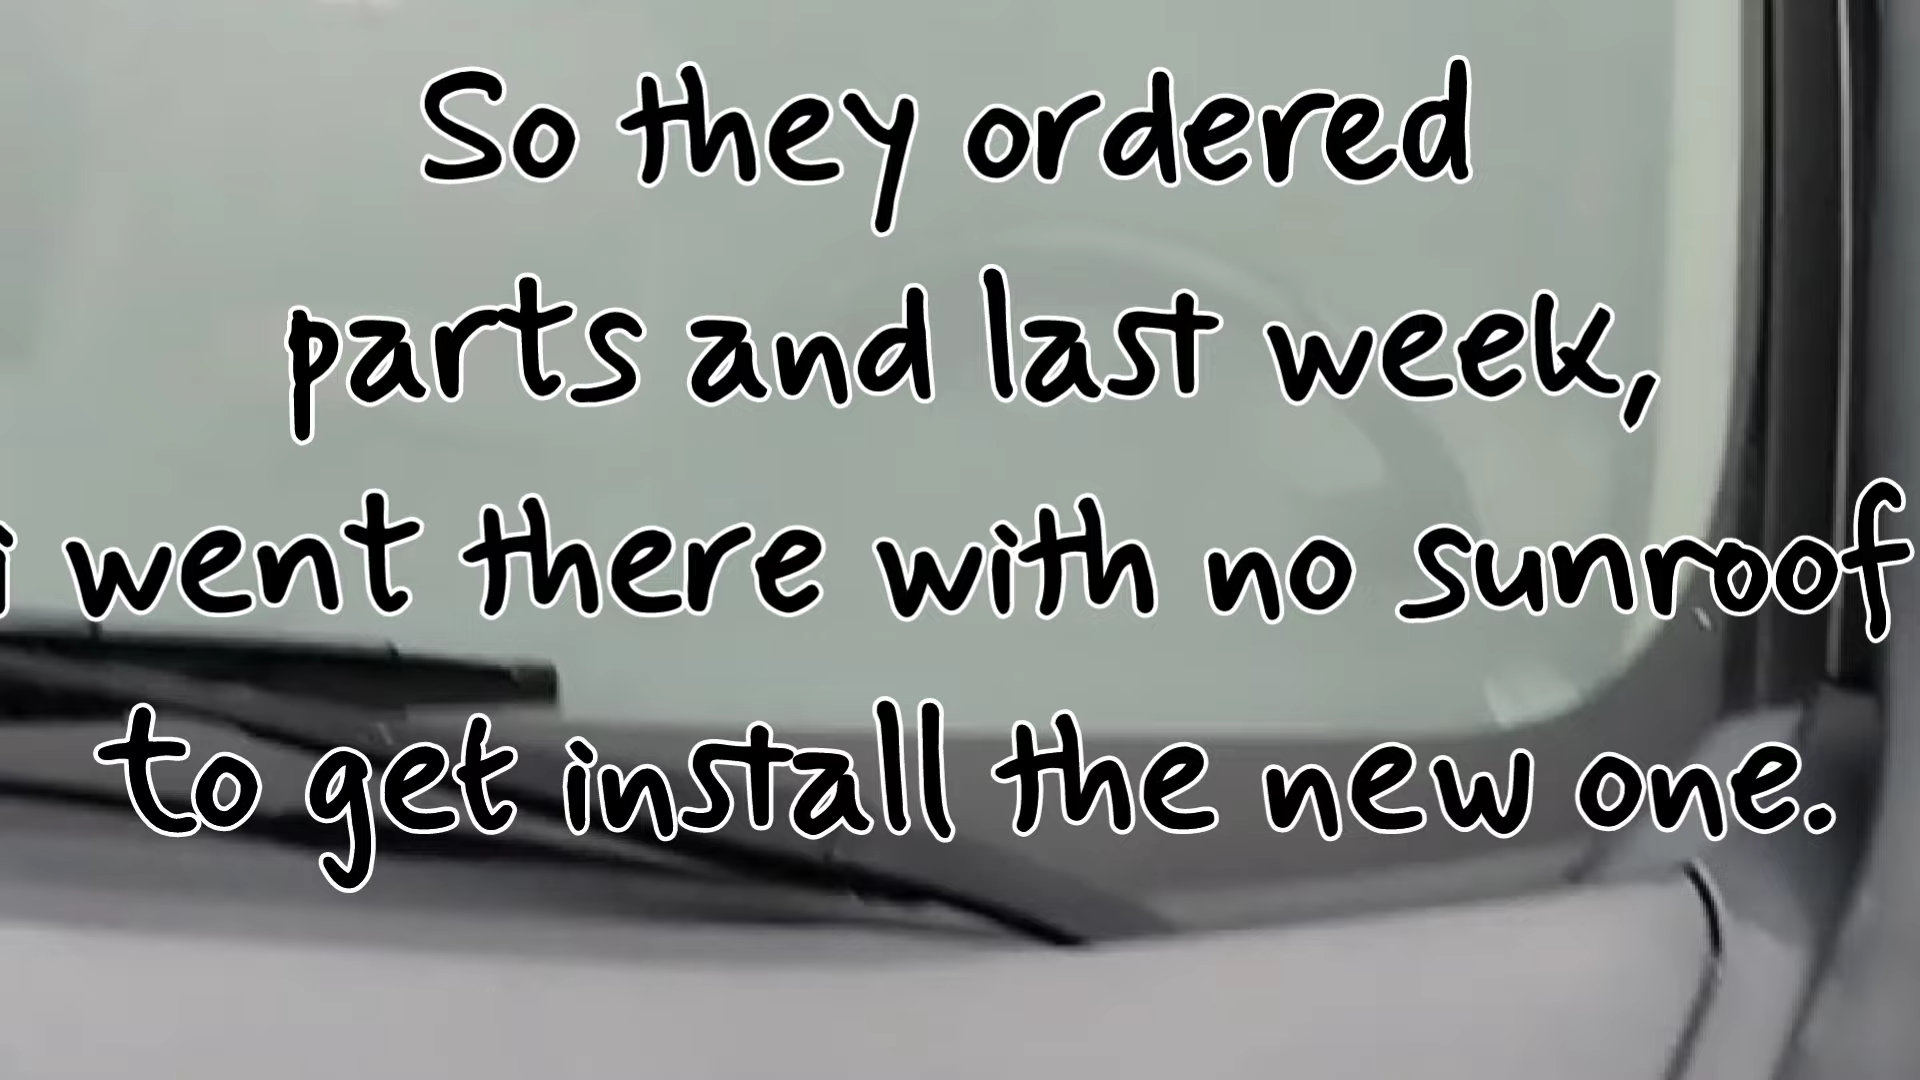 So they ordered
parts and last week,
i went there with no sunroof
to get install the new one.